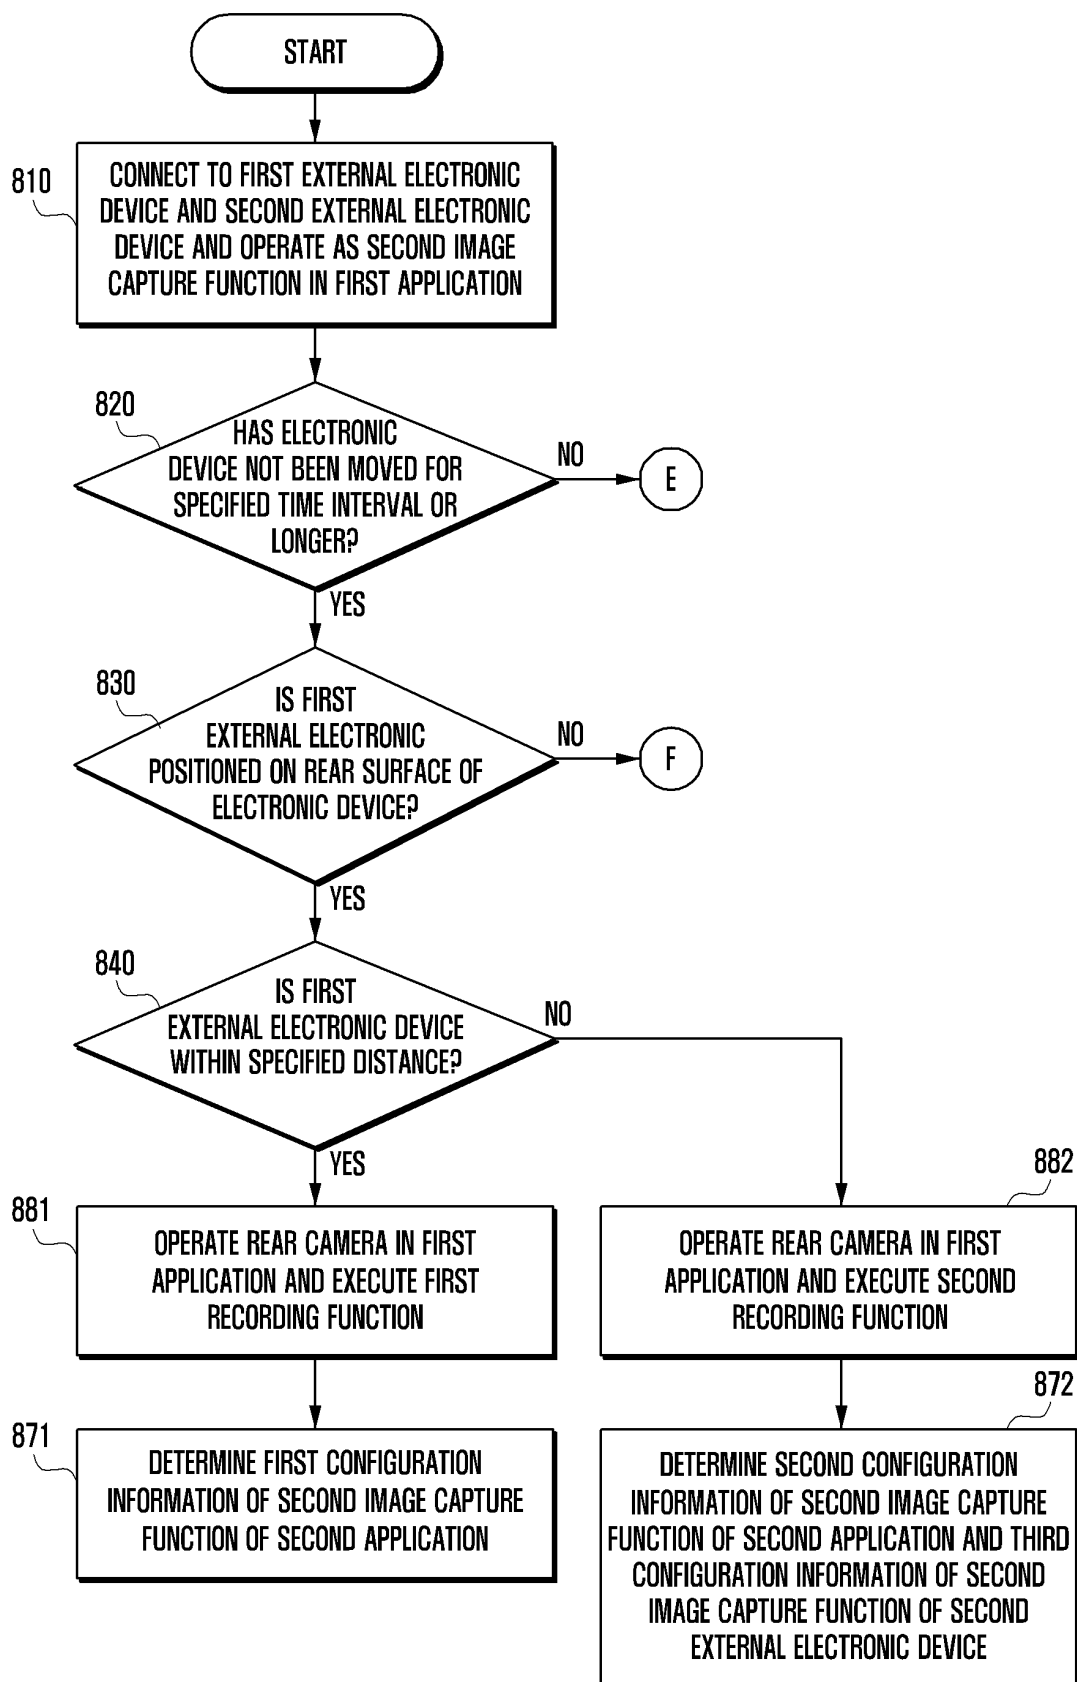 START
810
CONNECT TO FIRST EXTERNAL ELECTRONIC
DEVICE AND SECOND EXTERNAL ELECTRONIC
DEVICE AND OPERATE AS SECOND IMAGE
CAPTURE FUNCTION IN FIRST APPLICATION
820
HAS ELECTRONIC
DEVICE NOT BEEN MOVED FOR
SPECIFIED TIME INTERVAL OR
LONGER?
NO
E
YES
830
IS FIRST
EXTERNAL ELECTRONIC
POSITIONED ON REAR SURFACE OF
ELECTRONIC DEVICE?
NO
F
YES
840
IS FIRST
EXTERNAL ELECTRONIC DEVICE
WITHIN SPECIFIED DISTANCE?
NO
YES
881
OPERATE REAR CAMERA IN FIRST
APPLICATION AND EXECUTE FIRST
RECORDING FUNCTION
882
OPERATE REAR CAMERA IN FIRST
APPLICATION AND EXECUTE SECOND
RECORDING FUNCTION
871
DETERMINE FIRST CONFIGURATION
INFORMATION OF SECOND IMAGE CAPTURE
FUNCTION OF SECOND APPLICATION
872
DETERMINE SECOND CONFIGURATION
INFORMATION OF SECOND IMAGE CAPTURE
FUNCTION OF SECOND APPLICATION AND THIRD
CONFIGURATION INFORMATION OF SECOND
IMAGE CAPTURE FUNCTION OF SECOND
EXTERNAL ELECTRONIC DEVICE